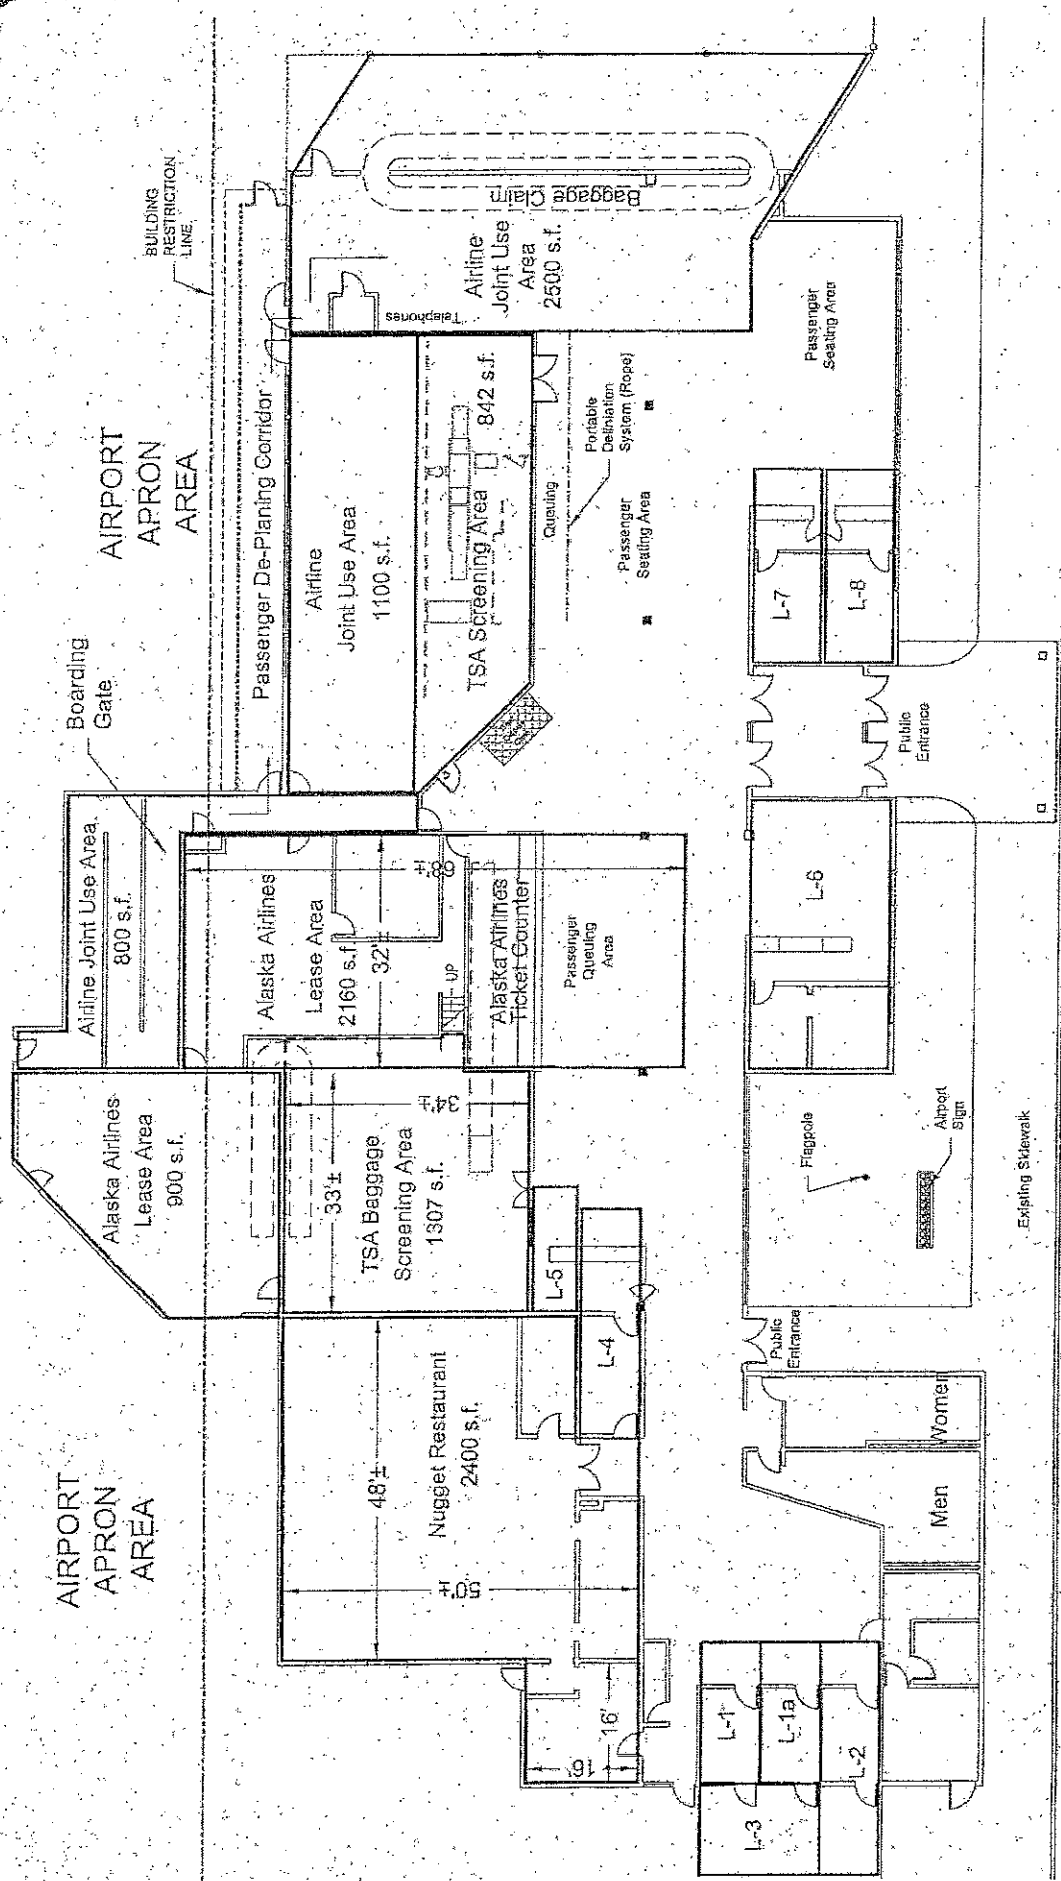 AIRPORT
APRON
AREA
AIRPORT
APRON
AREA
BUILDING
RESTRICTION
LINE
Boarding
Gate
Alaska Airlines
Lease Area
900 s.f.
Airline Joint Use Area
800 s.f.
Passenger De-Planing Corridor
Nugget Restaurant
2400 s.f.
48'±
50'±
16'
16'
TSA Baggage
Screening Area
1307 s.f.
33'±
34'±
Alaska Airlines
Lease Area
2160 s.f.
32'±
68'±
UP
Alaska Airlines
Ticket Counter
Passenger
Queuing
Area
Airline
Joint Use Area
1100 s.f.
TSA Screening Area
842 s.f.
Queuing
Portable
Deliniation
System (Rope)
Passenger
Seating Area
Telephones
Airline
Joint Use
Area
2500 s.f.
Baggage Claim
Passenger
Seating Area
L-1
L-1a
L-2
L-3
L-4
L-5
L-6
L-7
L-8
Men
Women
Public
Entrance
Flagpole
Airport
Sign
Public
Entrance
Existing Sidewalk